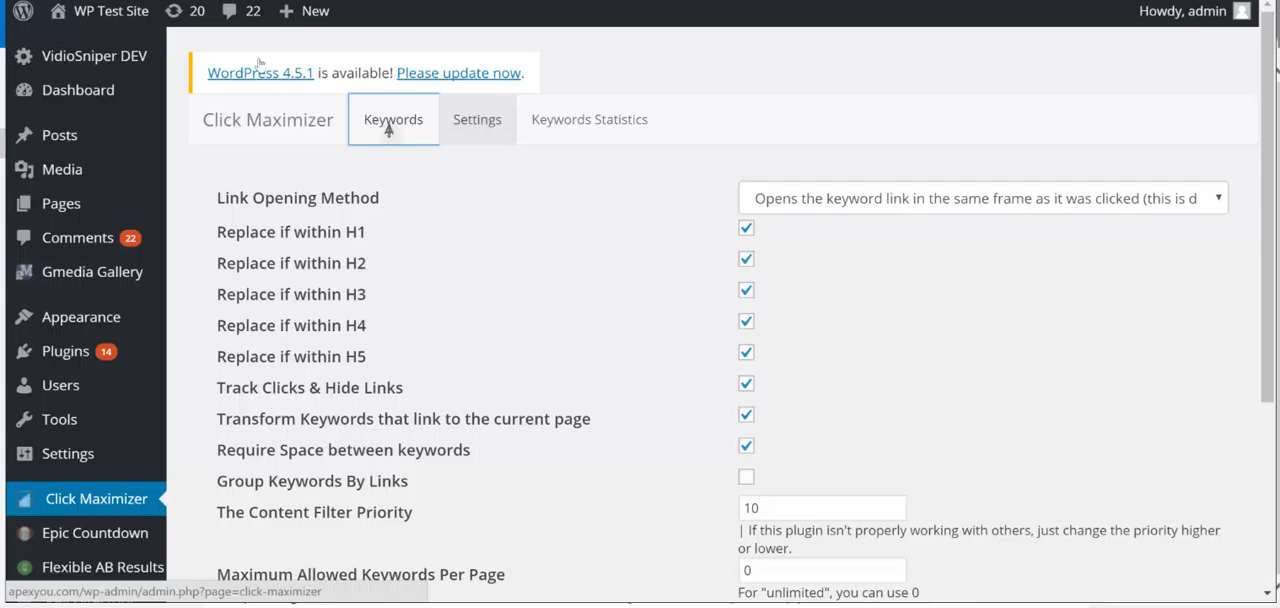 WP Test Site 20 22 New Howdy, admin
VidioSniper DEV
Dashboard
Posts
Media
Pages
Comments 22
Gmedia Gallery
Appearance
Plugins 14
Users
Tools
Settings
Click Maximizer
Epic Countdown
Flexible AB Results
WordPress 4.5.1 is available! Please update now.
Click Maximizer Keywords Settings Keywords Statistics
Link Opening Method Opens the keyword link in the same frame as it was clicked (this is d
Replace if within H1
Replace if within H2
Replace if within H3
Replace if within H4
Replace if within H5
Track Clicks & Hide Links
Transform Keywords that link to the current page
Require Space between keywords
Group Keywords By Links
The Content Filter Priority 10
| If this plugin isn't properly working with others, just change the priority higher
or lower.
Maximum Allowed Keywords Per Page 0
For "unlimited", you can use 0
apexyou.com/wp-admin/admin.php?page=click-maximizer